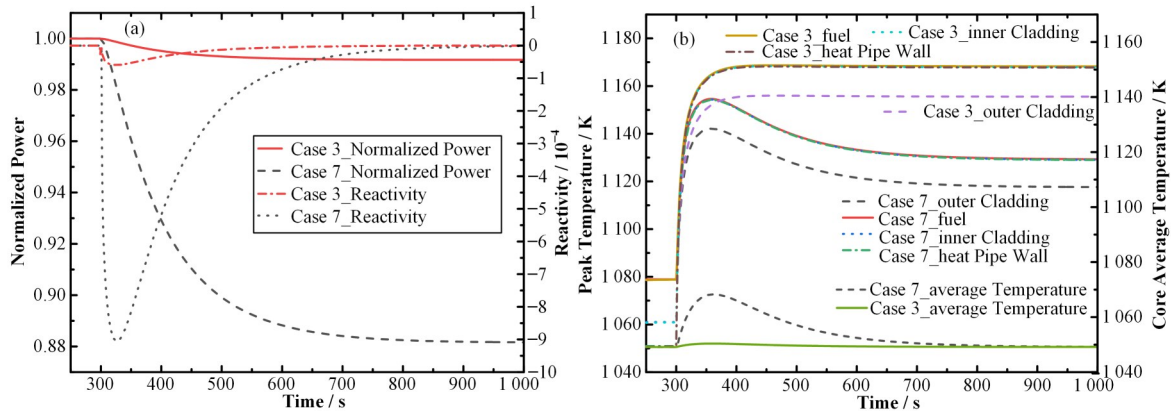 (a)
1.00
0.98
0.96
0.94
0.92
0.90
0.88
Normalized Power
Case 3_Normalized Power
Case 7_Normalized Power
Case 3_Reactivity
Case 7_Reactivity
1
0
−1
−2
−3
−4
−5
−6
−7
−8
−9
−10
Reactivity / 10⁻⁴
300 400 500 600 700 800 900 1 000
Time / s
(b)
1 180
1 160
1 140
1 120
1 100
1 080
1 060
1 040
Peak Temperature / K
Case 3_fuel
Case 3_inner Cladding
Case 3_heat Pipe Wall
Case 3_outer Cladding
Case 7_outer Cladding
Case 7_fuel
Case 7_inner Cladding
Case 7_heat Pipe Wall
Case 7_average Temperature
Case 3_average Temperature
1 160
1 140
1 120
1 100
1 080
1 060
1 040
Core Average Temperature / K
300 400 500 600 700 800 900 1 000
Time / s